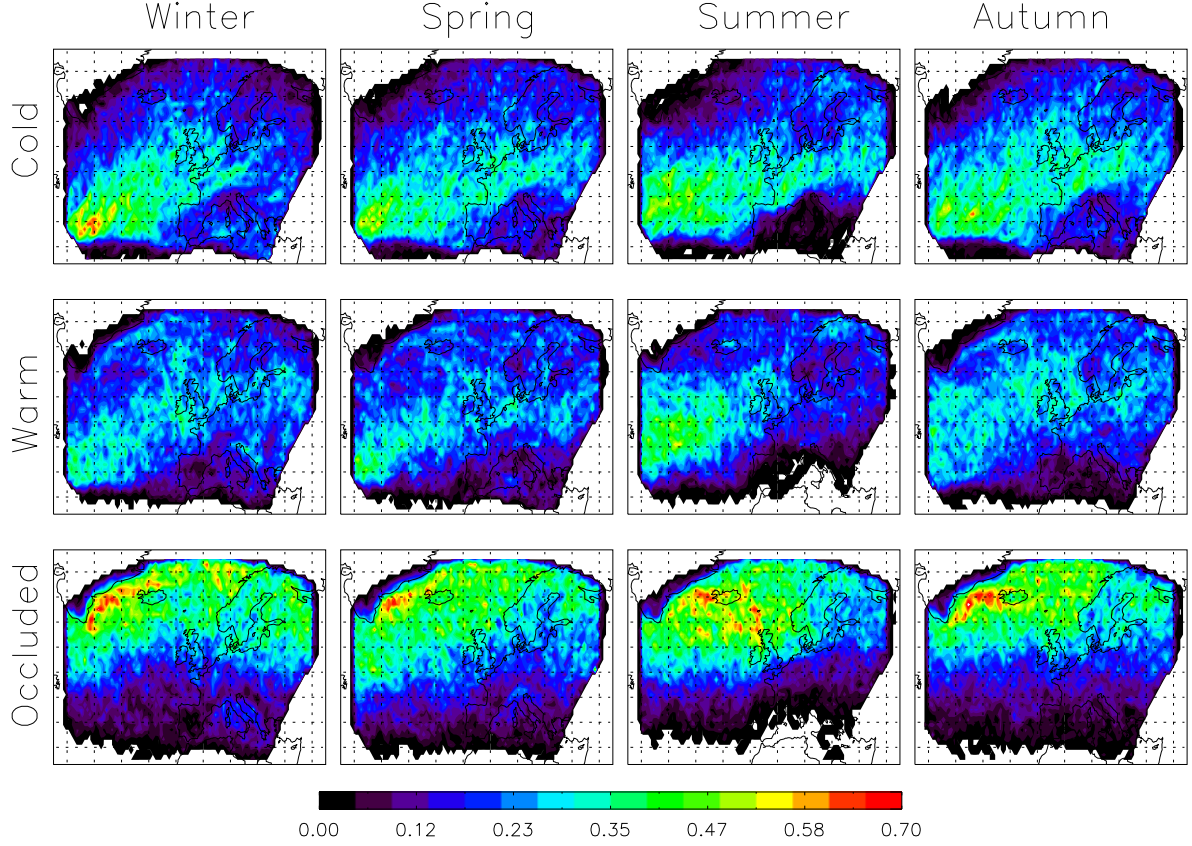 Winter Spring Summer Autumn
Cold
Warm
Occluded
0.00 0.12 0.23 0.35 0.47 0.58 0.70